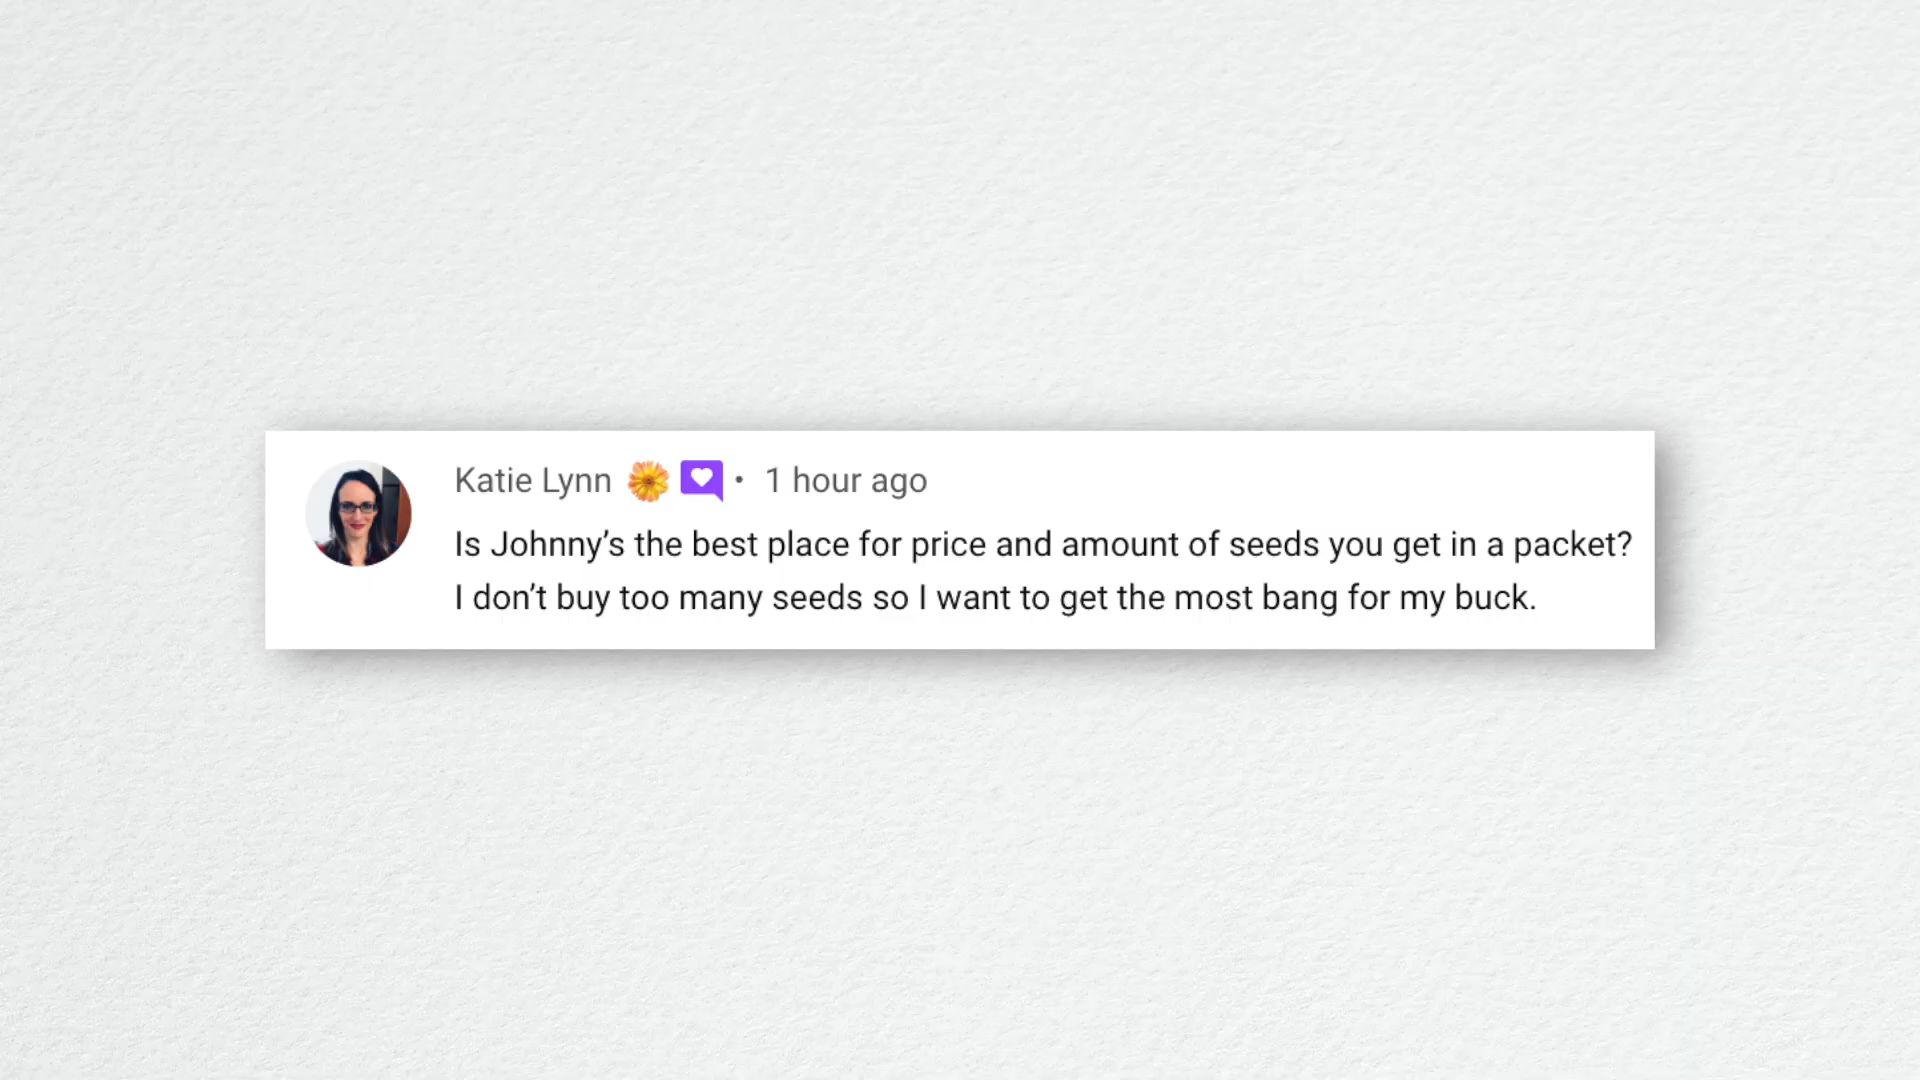 Katie Lynn • 1 hour ago
Is Johnny’s the best place for price and amount of seeds you get in a packet?
I don’t buy too many seeds so I want to get the most bang for my buck.